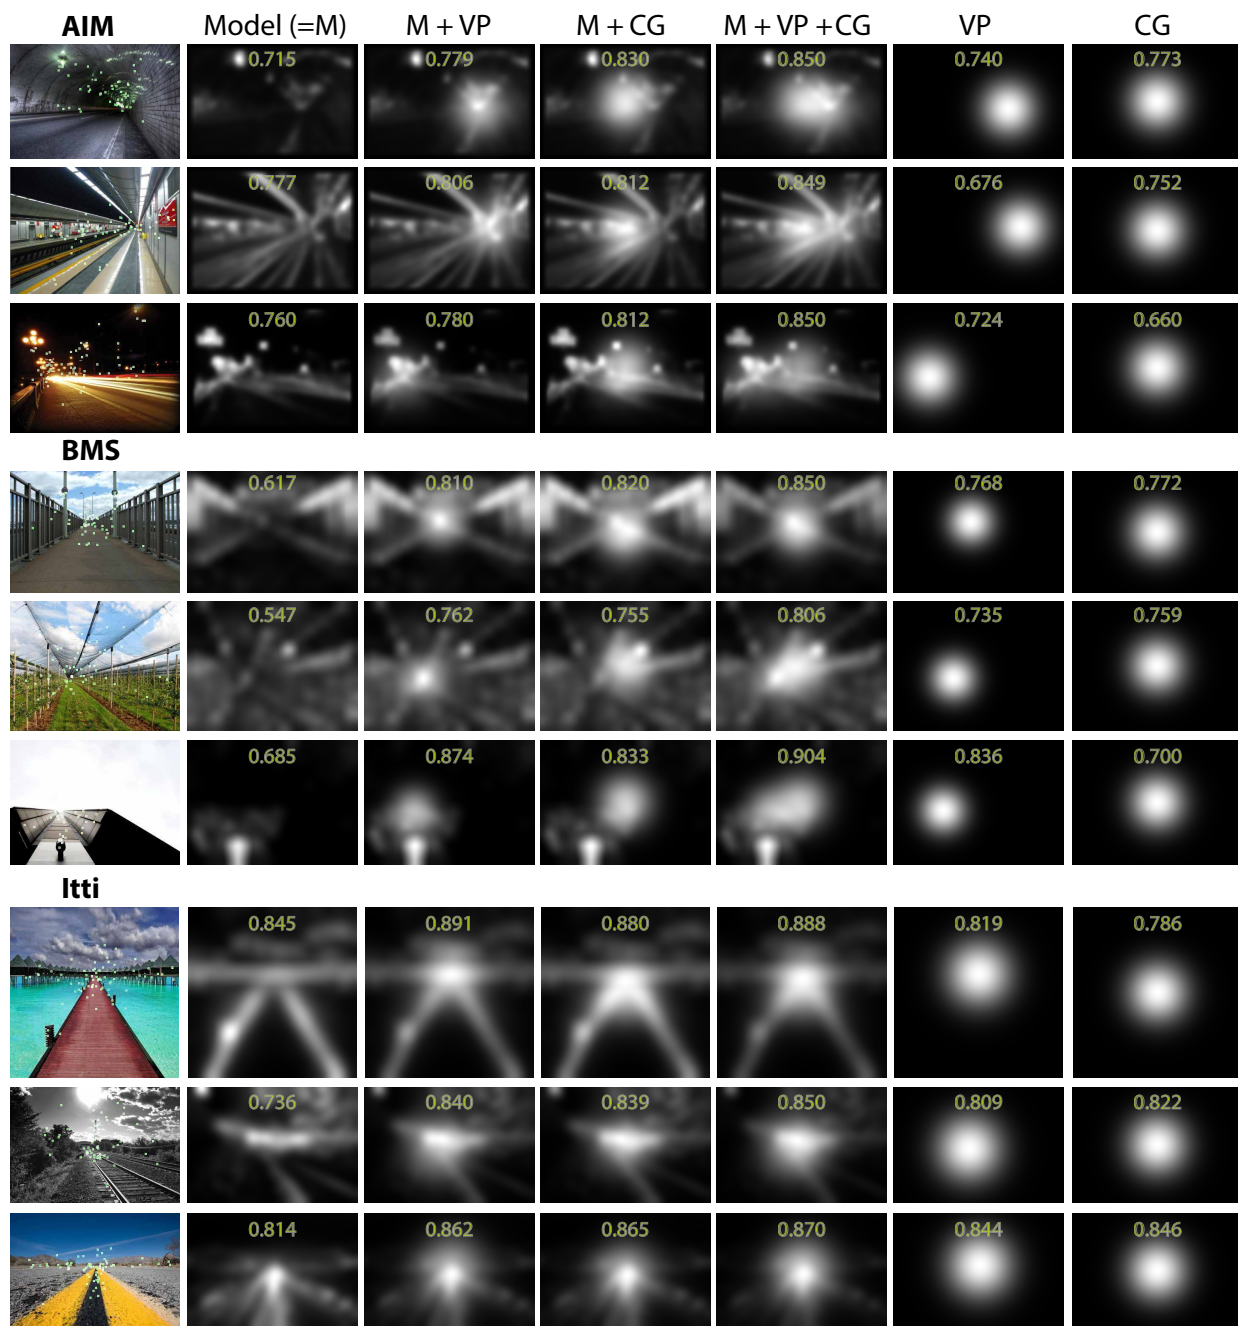 AIM Model (=M) M + VP M + CG M + VP +CG VP CG
0.715 0.779 0.830 0.850 0.740 0.773
0.777 0.806 0.812 0.849 0.676 0.752
0.760 0.780 0.812 0.850 0.724 0.660
BMS
0.617 0.810 0.820 0.850 0.768 0.772
0.547 0.762 0.755 0.806 0.735 0.759
0.685 0.874 0.833 0.904 0.836 0.700
Itti
0.845 0.891 0.880 0.888 0.819 0.786
0.736 0.840 0.839 0.850 0.809 0.822
0.814 0.862 0.865 0.870 0.844 0.846